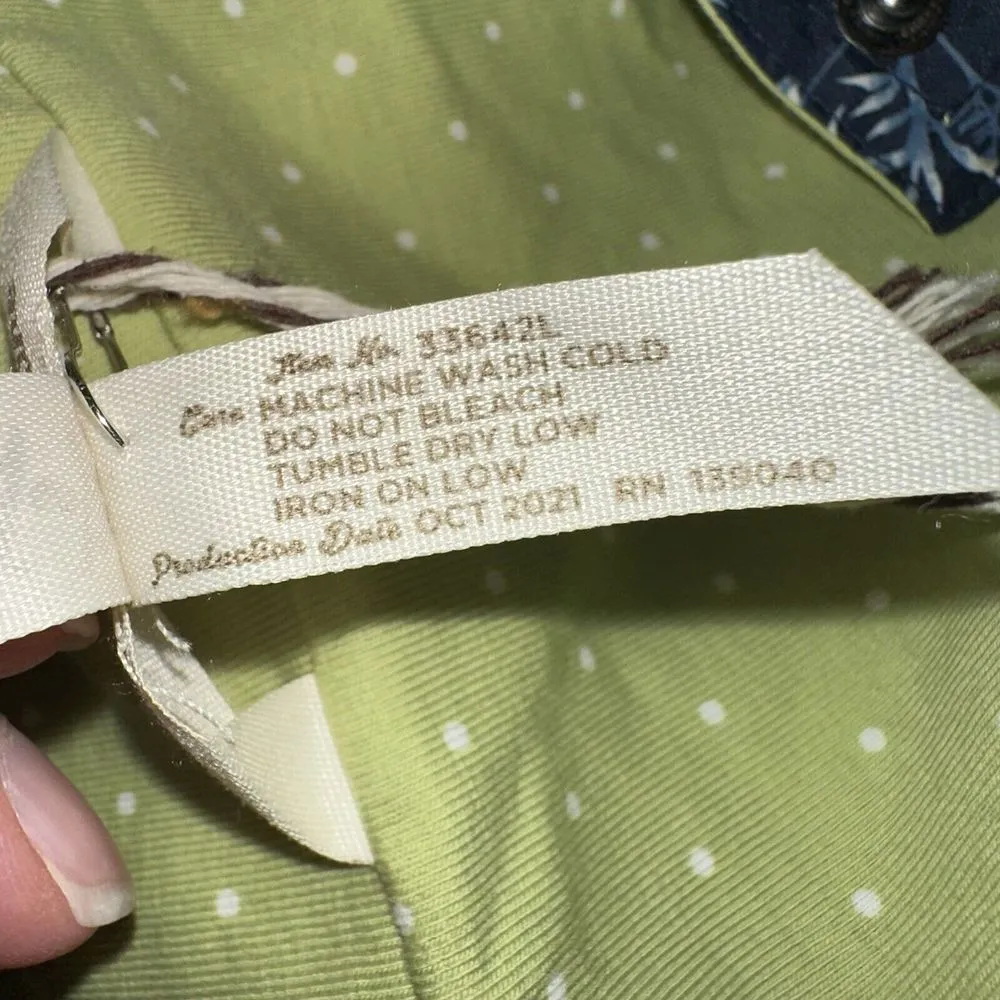 Item No. 33642L
Care MACHINE WASH COLD
DO NOT BLEACH
TUMBLE DRY LOW
IRON ON LOW
Production Date OCT 2021 RN 139040